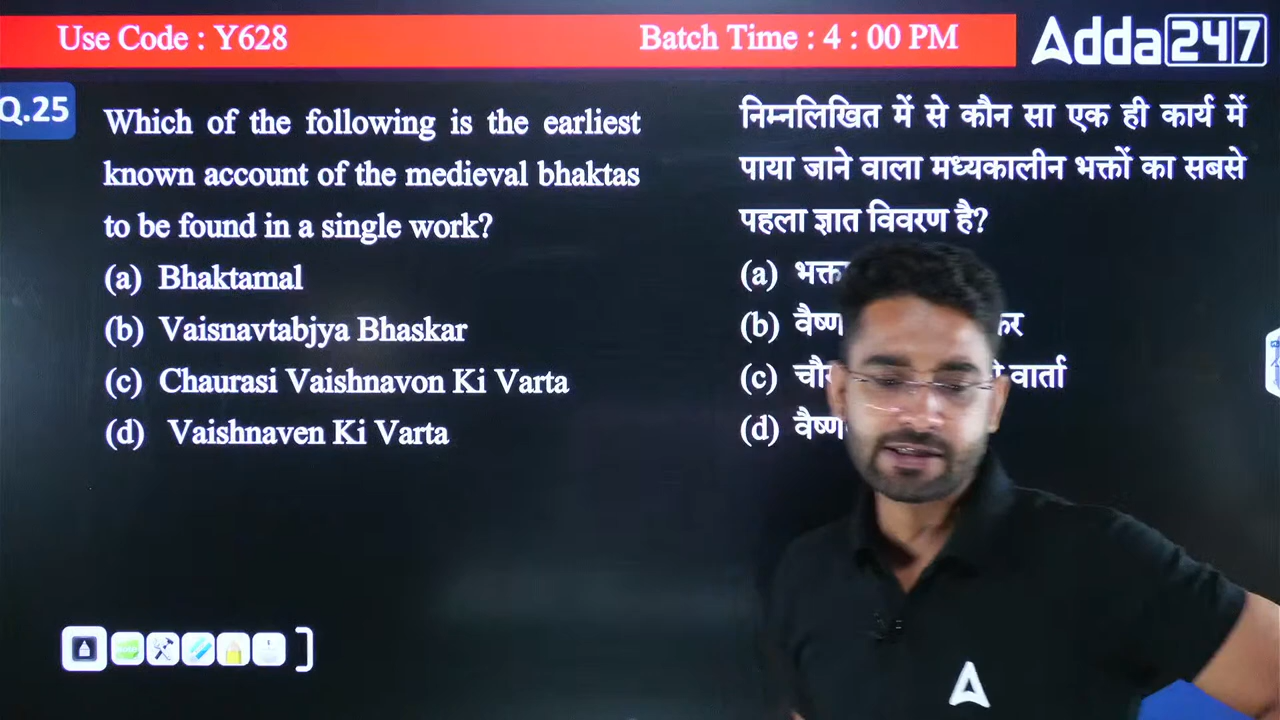 Use Code : Y628
Batch Time : 4 : 00 PM
Adda247
Q.25
Which of the following is the earliest
known account of the medieval bhaktas
to be found in a single work?
(a) Bhaktamal
(b) Vaisnavtabjya Bhaskar
(c) Chaurasi Vaishnavon Ki Varta
(d) Vaishnaven Ki Varta
निम्नलिखित में से कौन सा एक ही कार्य में
पाया जाने वाला मध्यकालीन भक्तों का सबसे
पहला ज्ञात विवरण है?
(a)
(b)
(c) वार्ता
(d)